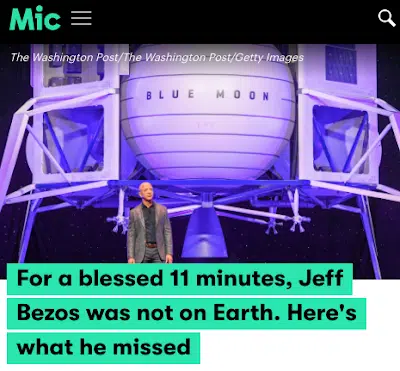 Mic
The Washington Post/The Washington Post/Getty Images
BLUE MOON
For a blessed 11 minutes, Jeff
Bezos was not on Earth. Here's
what he missed